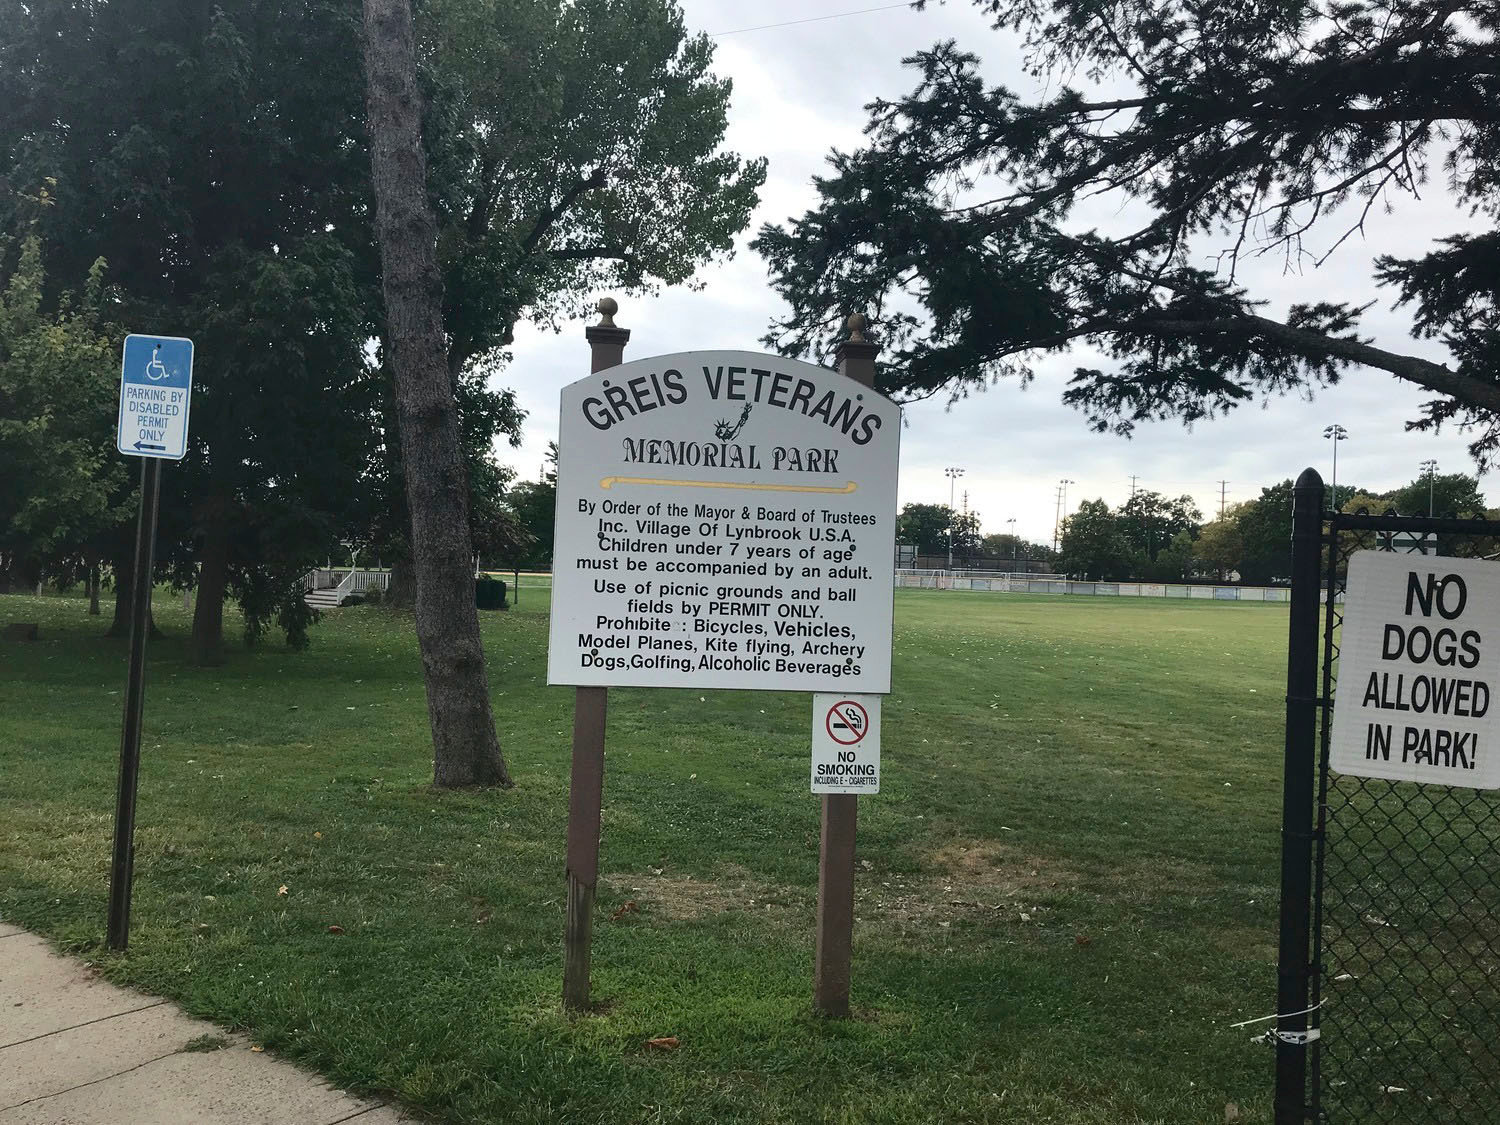 PARKING BY
DISABLED
PERMIT
ONLY
GREIS VETERANS
MEMORIAL PARK
By Order of the Mayor & Board of Trustees
Inc. Village Of Lynbrook U.S.A.
Children under 7 years of age
must be accompanied by an adult.
Use of picnic grounds and ball
fields by PERMIT ONLY.
Prohibite : Bicycles, Vehicles,
Model Planes, Kite flying, Archery
Dogs,Golfing, Alcoholic Beverages
NO
SMOKING
INCLUDING E - CIGARETTES
NO
DOGS
ALLOWED
IN PARK!